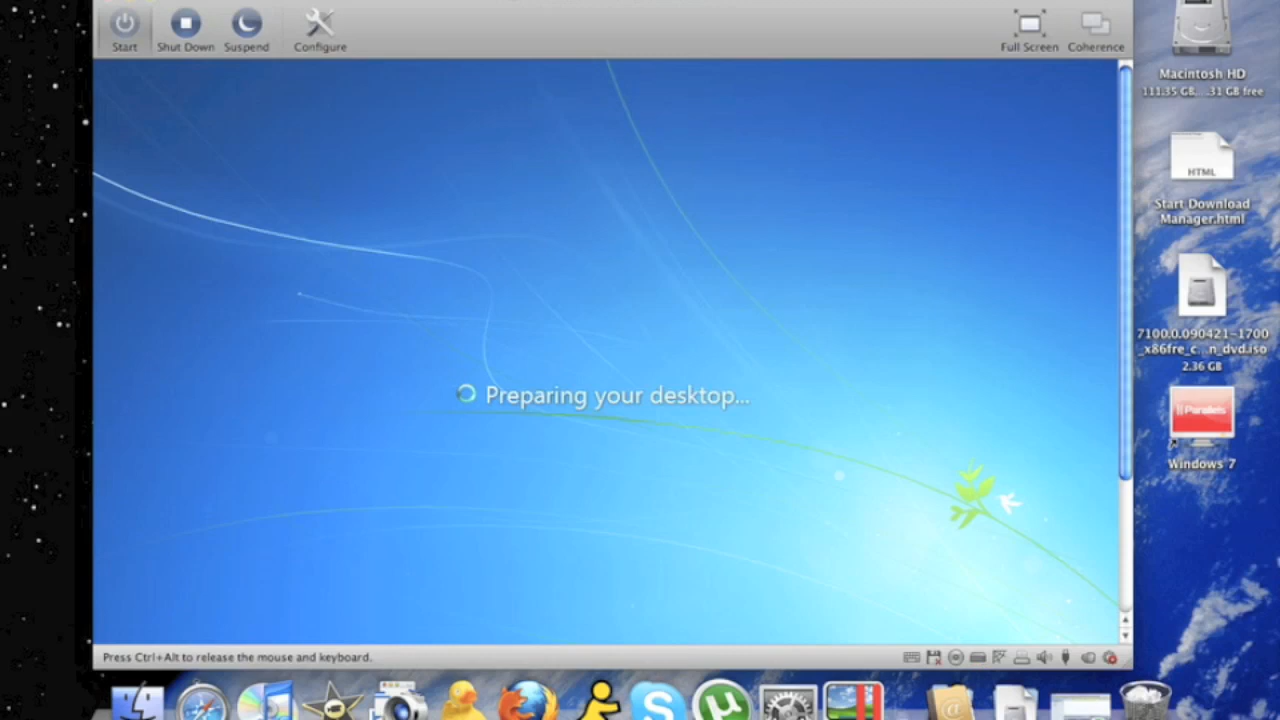 Start
Shut Down
Suspend
Configure
Full Screen
Coherence
Macintosh HD
111.35 GB, ...31 GB free
HTML
Start Download
Manager.html
7100.0.090421-1700
_x86fre_c...n_dvd.iso
2.36 GB
Parallels
Windows 7
Preparing your desktop...
Press Ctrl+Alt to release the mouse and keyboard.